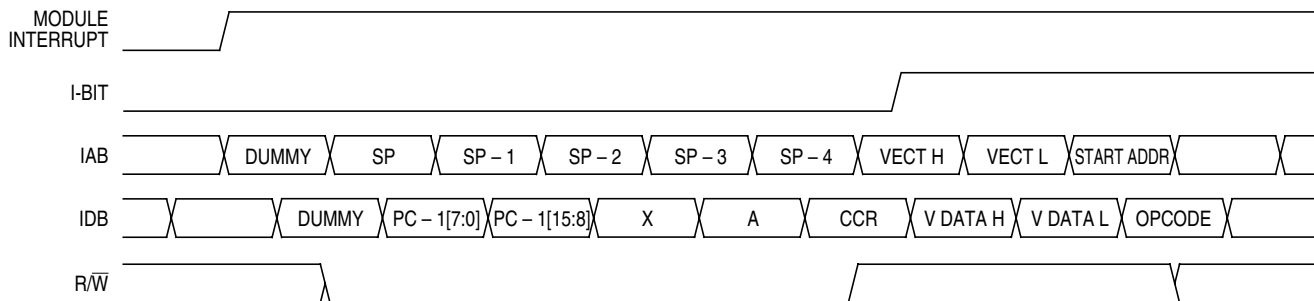 MODULE
INTERRUPT
I-BIT
IAB DUMMY SP SP – 1 SP – 2 SP – 3 SP – 4 VECT H VECT L START ADDR
IDB DUMMY PC – 1[7:0] PC – 1[15:8] X A CCR V DATA H V DATA L OPCODE
R/W̅